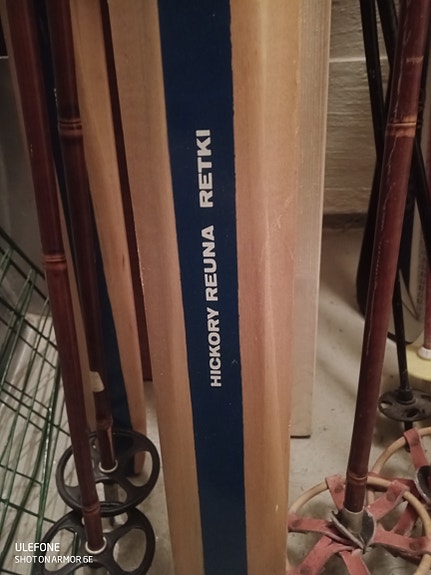 HICKORY REUNA RETKI
ULEFONE
SHOT ON ARMOR 6E